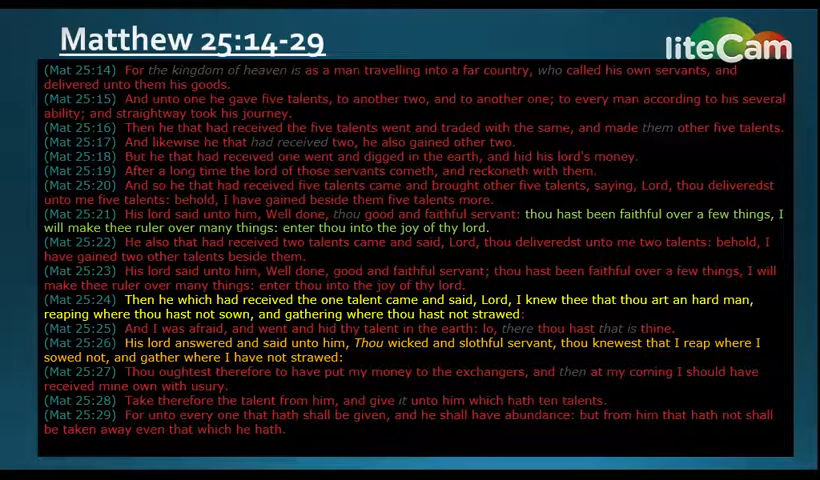 Matthew 25:14-29
liteCam
(Mat 25:14) For the kingdom of heaven is as a man travelling into a far country, who called his own servants, and
delivered unto them his goods.
(Mat 25:15) And unto one he gave five talents, to another two, and to another one; to every man according to his several
ability; and straightway took his journey.
(Mat 25:16) Then he that had received the five talents went and traded with the same, and made them other five talents.
(Mat 25:17) And likewise he that had received two, he also gained other two.
(Mat 25:18) But he that had received one went and digged in the earth, and hid his lord's money.
(Mat 25:19) After a long time the lord of those servants cometh, and reckoneth with them.
(Mat 25:20) And so he that had received five talents came and brought other five talents, saying, Lord, thou deliveredst
unto me five talents: behold, I have gained beside them five talents more.
(Mat 25:21) His lord said unto him, Well done, thou good and faithful servant: thou hast been faithful over a few things, I
will make thee ruler over many things: enter thou into the joy of thy lord.
(Mat 25:22) He also that had received two talents came and said, Lord, thou deliveredst unto me two talents: behold, I
have gained two other talents beside them.
(Mat 25:23) His lord said unto him, Well done, good and faithful servant; thou hast been faithful over a few things, I will
make thee ruler over many things: enter thou into the joy of thy lord.
(Mat 25:24) Then he which had received the one talent came and said, Lord, I knew thee that thou art an hard man,
reaping where thou hast not sown, and gathering where thou hast not strawed:
(Mat 25:25) And I was afraid, and went and hid thy talent in the earth: lo, there thou hast that is thine.
(Mat 25:26) His lord answered and said unto him, Thou wicked and slothful servant, thou knewest that I reap where I
sowed not, and gather where I have not strawed:
(Mat 25:27) Thou oughtest therefore to have put my money to the exchangers, and then at my coming I should have
received mine own with usury.
(Mat 25:28) Take therefore the talent from him, and give it unto him which hath ten talents.
(Mat 25:29) For unto every one that hath shall be given, and he shall have abundance: but from him that hath not shall
be taken away even that which he hath.